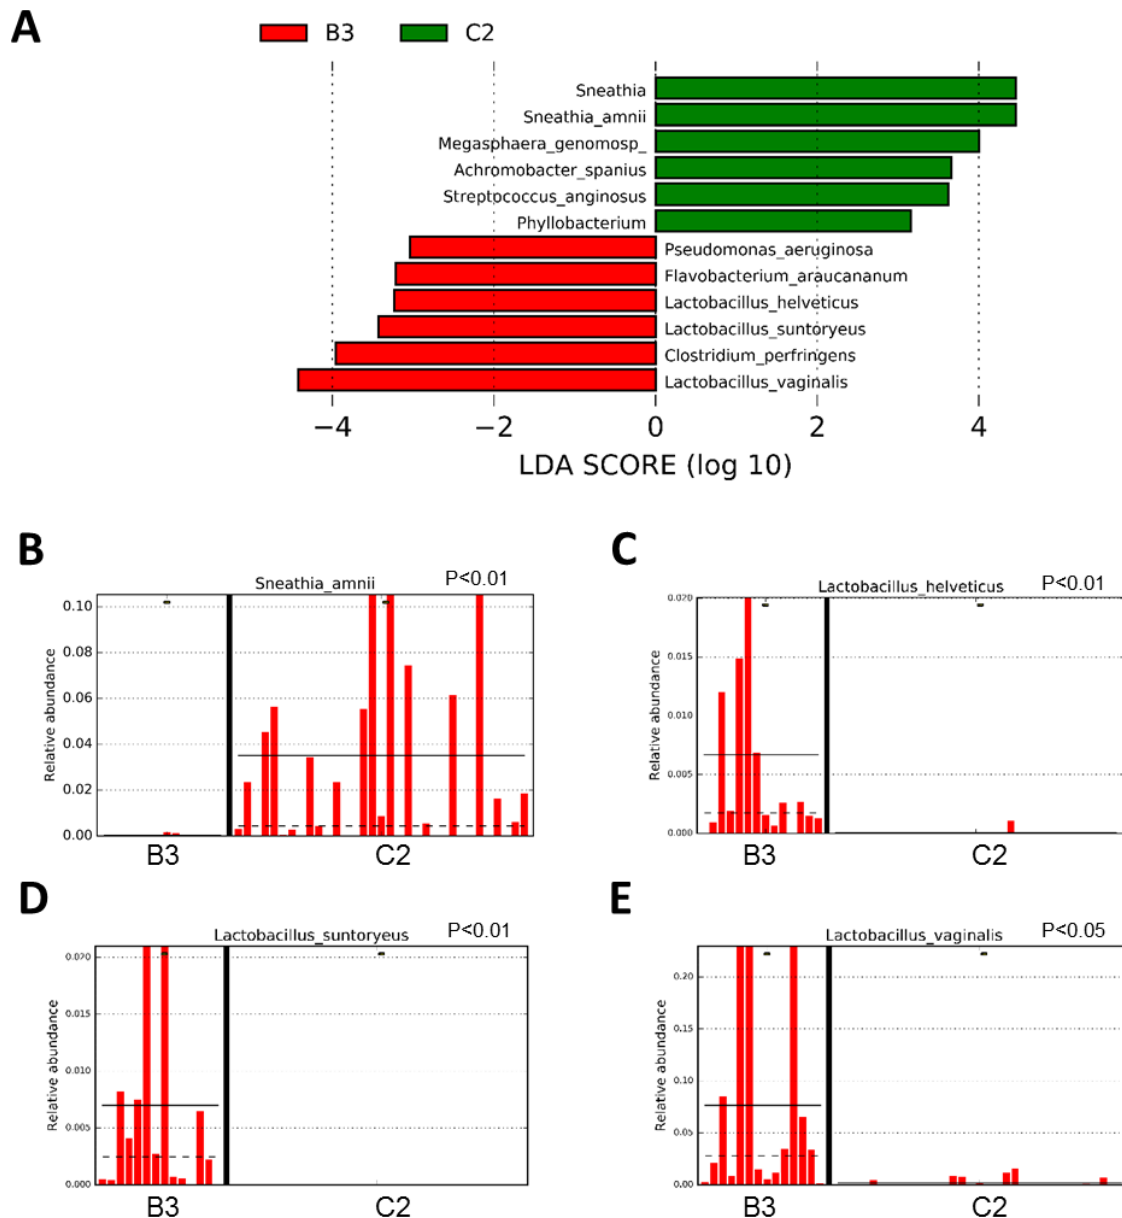 A
B3 C2
Sneathia
Sneathia_amnii
Megasphaera_genomosp_
Achromobacter_spanius
Streptococcus_anginosus
Phyllobacterium
Pseudomonas_aeruginosa
Flavobacterium_araucananum
Lactobacillus_helveticus
Lactobacillus_suntoryeus
Clostridium_perfringens
Lactobacillus_vaginalis
−4 −2 0 2 4
LDA SCORE (log 10)
B
Sneathia_amnii P<0.01
0.10
0.08
0.06
0.04
0.02
0.00
Relative abundance
B3 C2
C
Lactobacillus_helveticus P<0.01
0.020
0.015
0.010
0.005
0.000
Relative abundance
B3 C2
D
Lactobacillus_suntoryeus P<0.01
0.020
0.015
0.010
0.005
0.000
Relative abundance
B3 C2
E
Lactobacillus_vaginalis P<0.05
0.20
0.15
0.10
0.05
0.00
Relative abundance
B3 C2